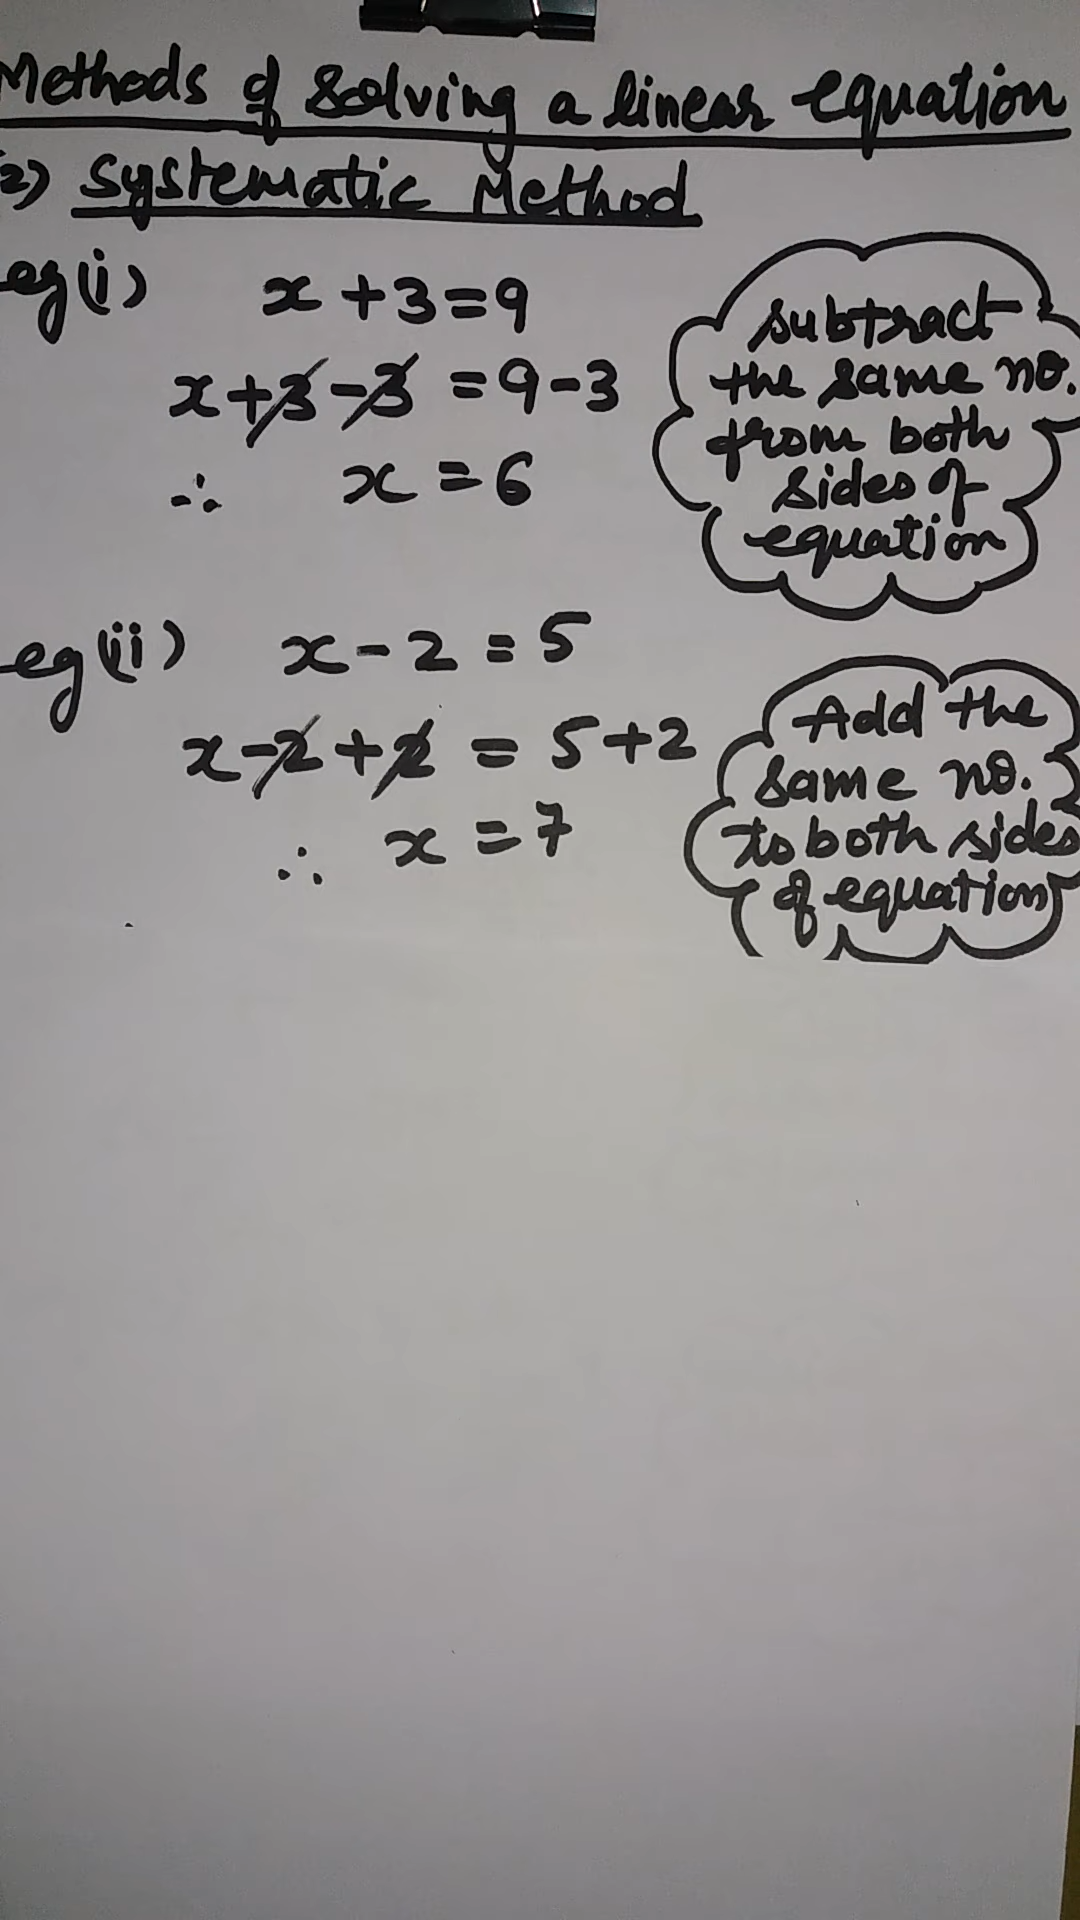 Methods of Solving a linear equation
2) Systematic Method
eg(i) x + 3 = 9
x + 3 - 3 = 9 - 3
∴ x = 6
subtract
the same no.
from both
sides of
equation
eg(ii) x - 2 = 5
x - 2 + 2 = 5 + 2
∴ x = 7
Add the
same no.
to both sides
of equation